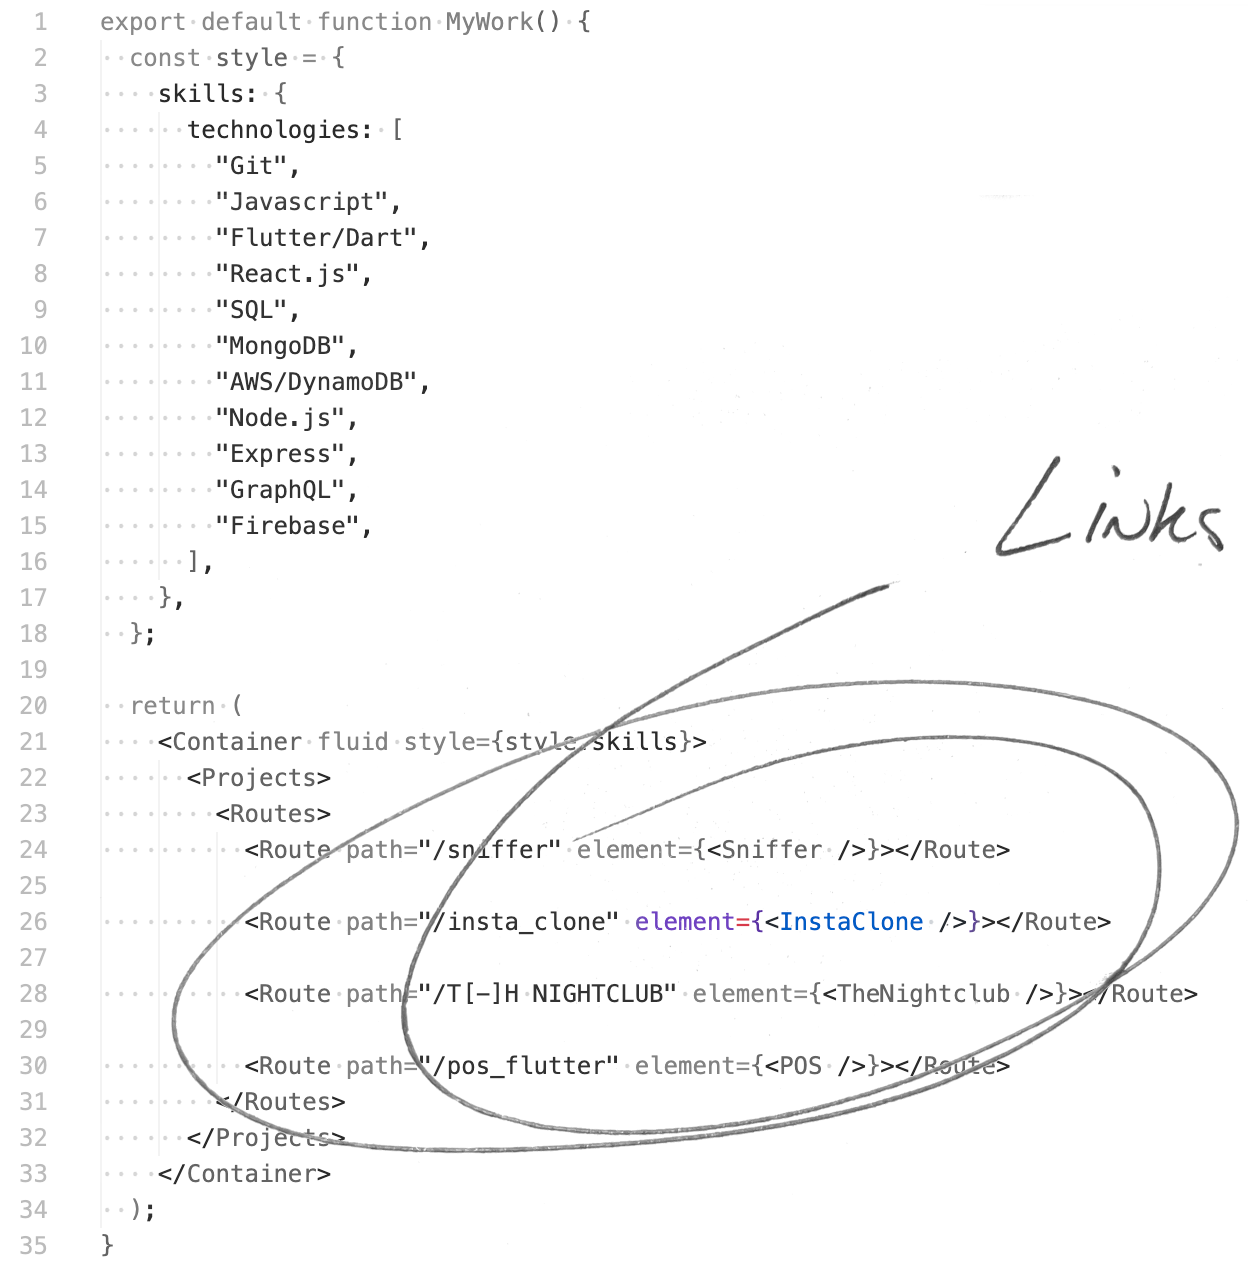 1 export default function MyWork() {
2 const style = {
3 skills: {
4 technologies: [
5 "Git",
6 "Javascript",
7 "Flutter/Dart",
8 "React.js",
9 "SQL",
10 "MongoDB",
11 "AWS/DynamoDB",
12 "Node.js",
13 "Express",
14 "GraphQL",
15 "Firebase",
16 ],
17 },
18 };
19
20 return (
21 <Container fluid style={style.skills}>
22 <Projects>
23 <Routes>
24 <Route path="/sniffer" element={<Sniffer />}></Route>
25
26 <Route path="/insta_clone" element={<InstaClone />}></Route>
27
28 <Route path="/T[-]H NIGHTCLUB" element={<TheNightclub />}></Route>
29
30 <Route path="/pos_flutter" element={<POS />}></Route>
31 </Routes>
32 </Projects>
33 </Container>
34 );
35 }
Links